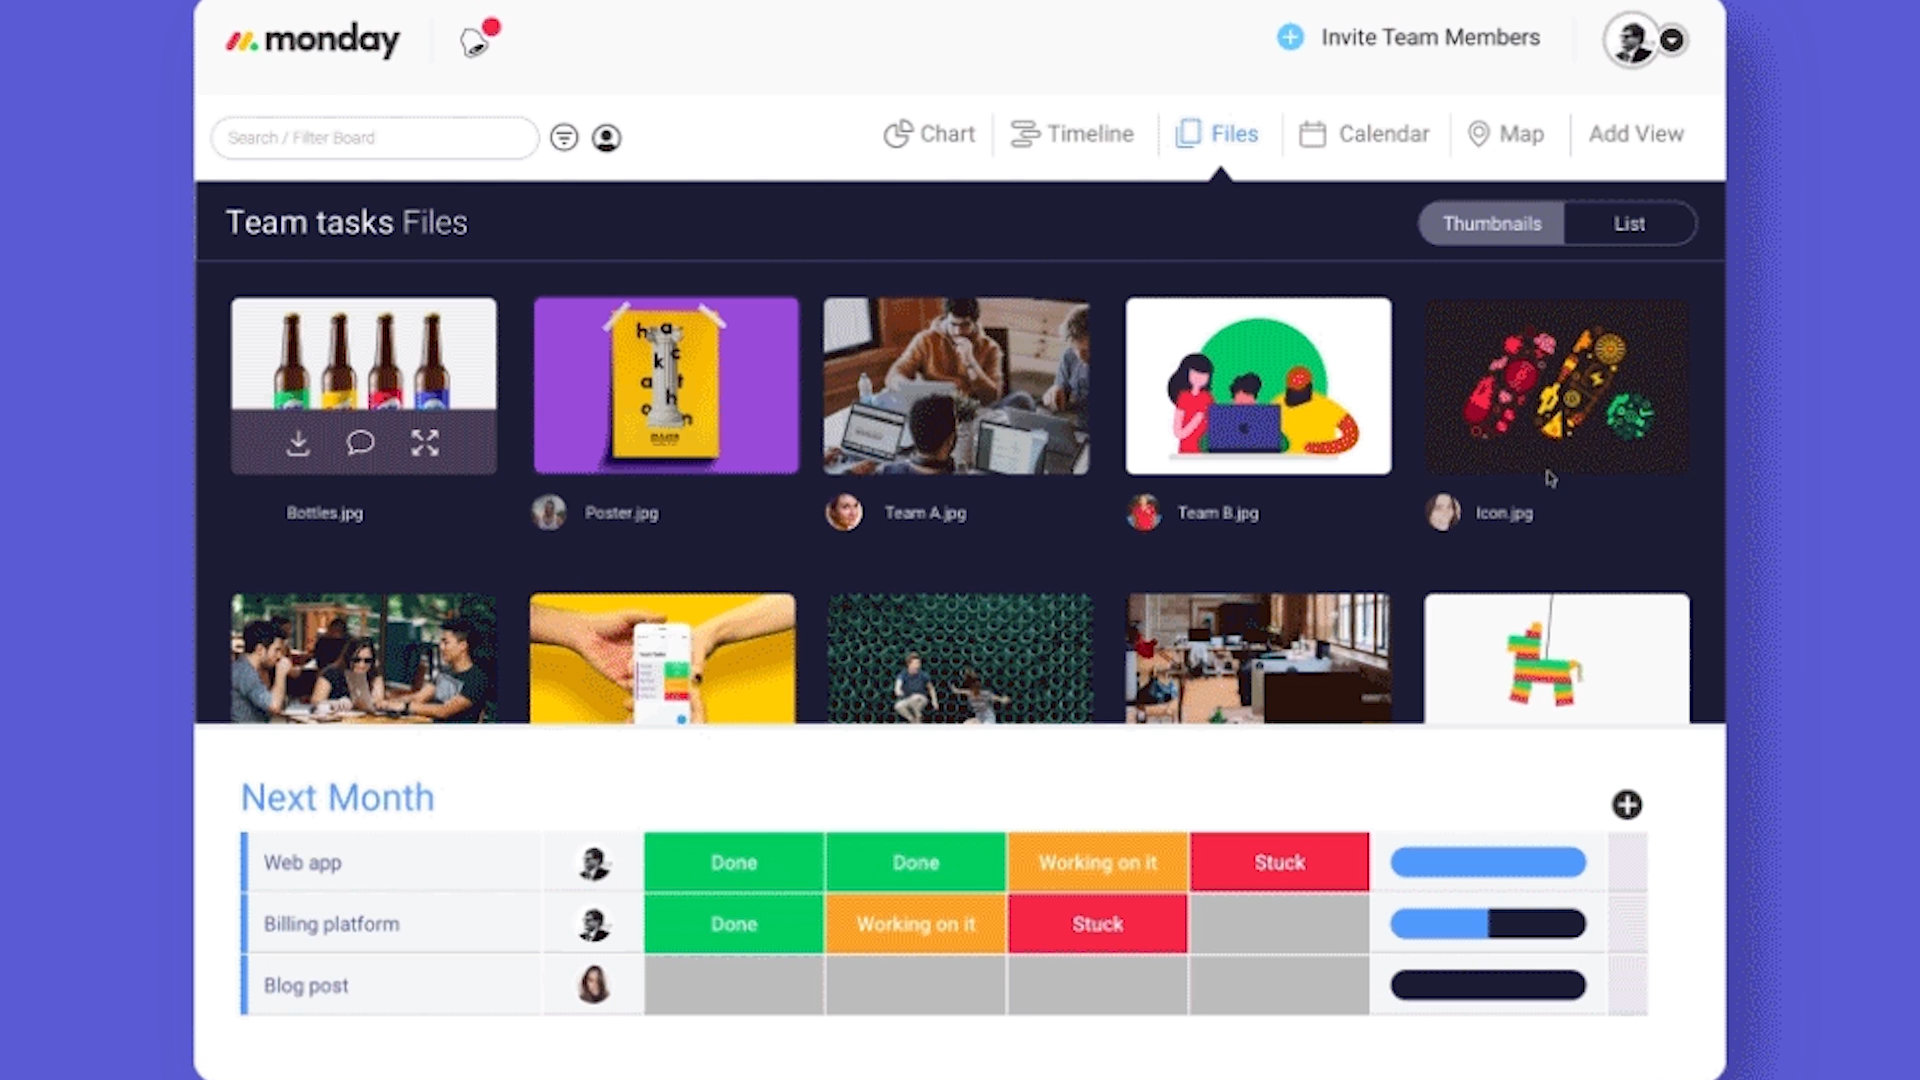 monday
Invite Team Members
Search / Filter Board
Chart
Timeline
Files
Calendar
Map
Add View
Team tasks Files
Thumbnails
List
hackathon
Bottles.jpg
Poster.jpg
Team A.jpg
Team B.jpg
Icon.jpg
Next Month
Web app
Done
Done
Working on it
Stuck
Billing platform
Done
Working on it
Stuck
Blog post